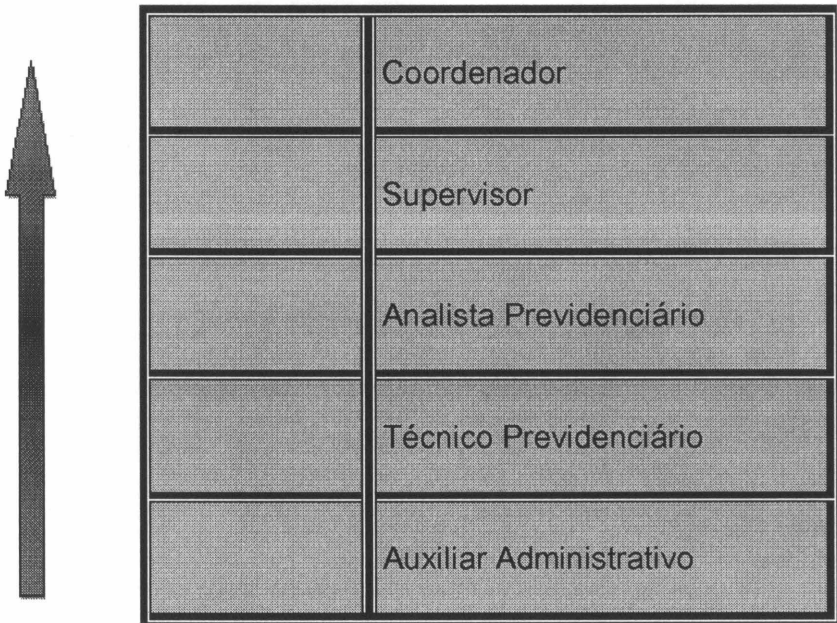 Coordenador
Supervisor
Analista Previdenciário
Técnico Previdenciário
Auxiliar Administrativo